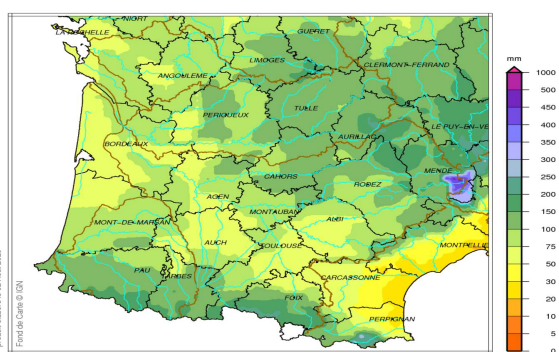 NIORT
LA ROCHELLE
GUERET
LIMOGES
CLERMONT-FERRAND
ANGOULEME
TULLE
PERIGUEUX
LE PUY-EN-VE
AURILLAC
BORDEAUX
MENDE
CAHORS
RODEZ
AGEN
MONTAUBAN
ALBI
MONT-DE-MARSAN
AUCH
TOULOUSE
MONTPELLIER
PAU
TARBES
CARCASSONNE
FOIX
PERPIGNAN
Fond de Carte © IGN
mm
1000
500
450
400
350
300
250
200
150
100
75
50
30
20
10
5
0